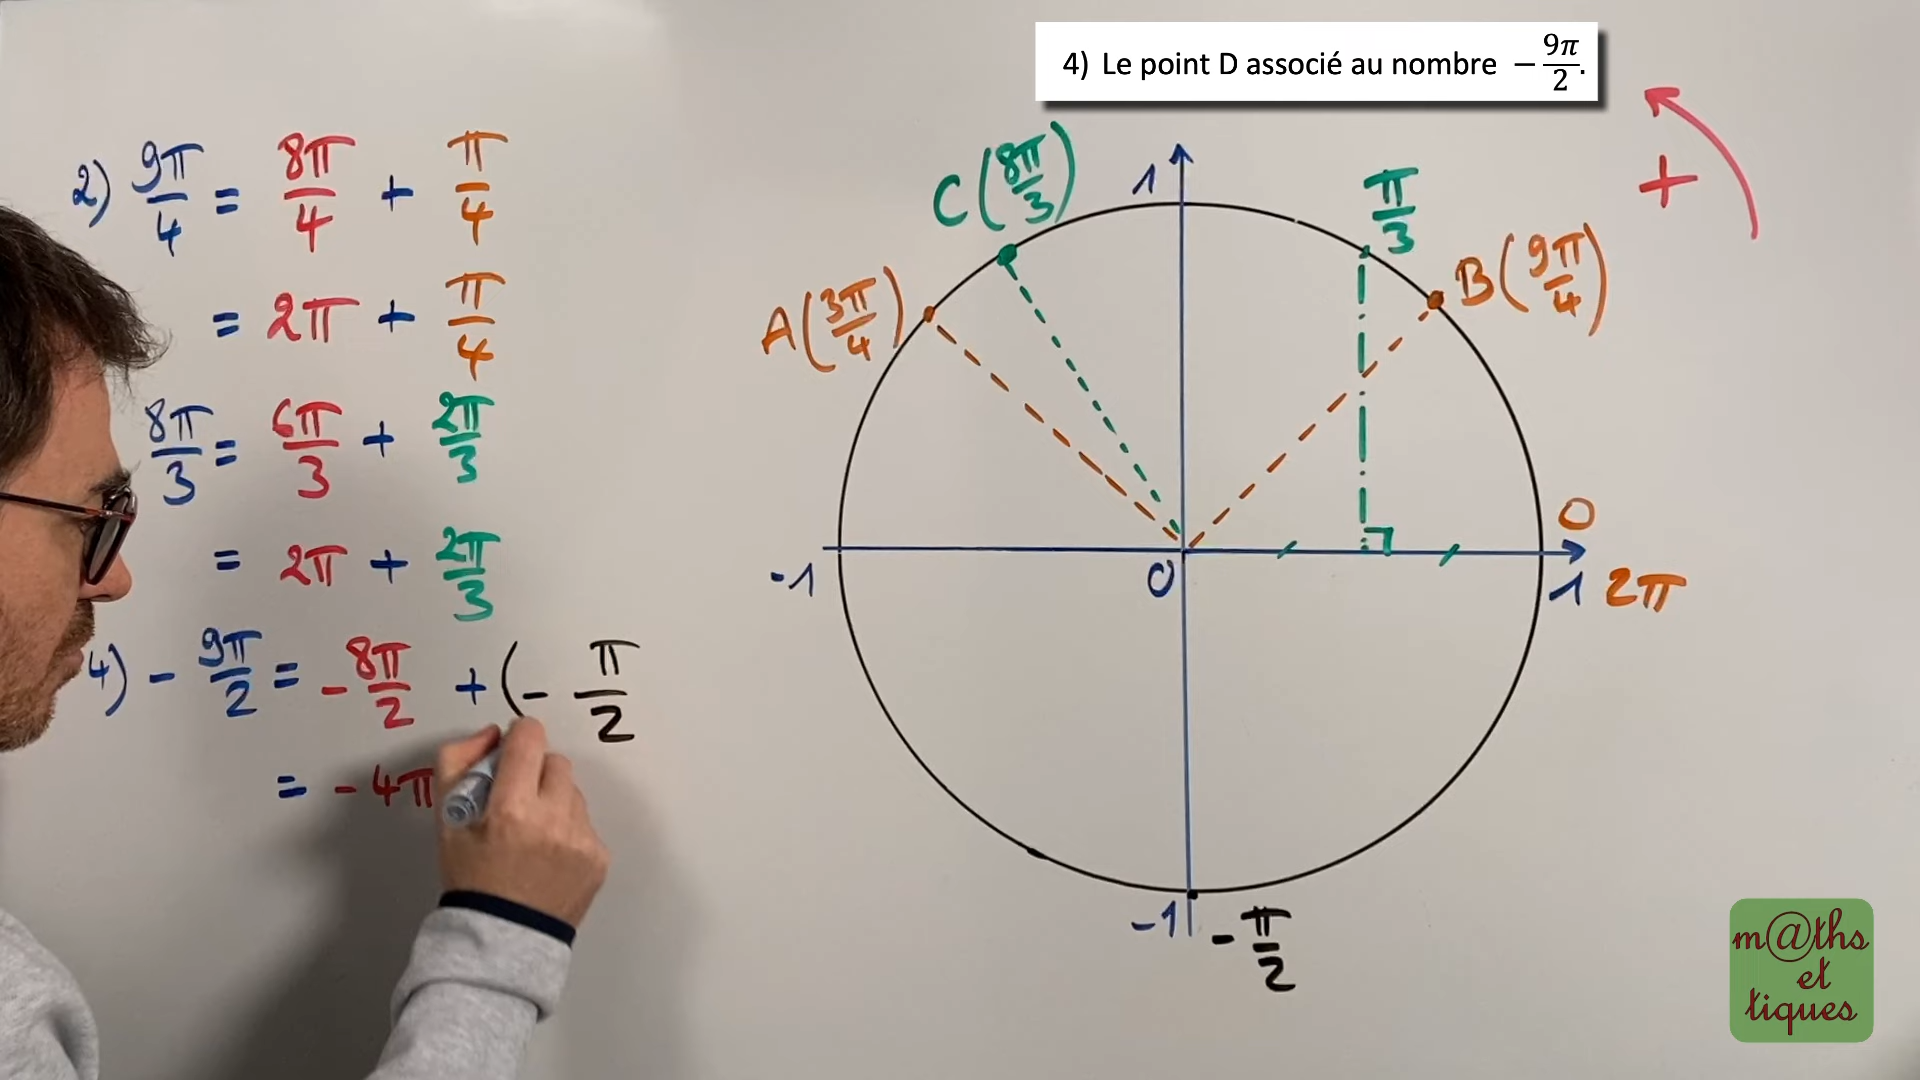 4) Le point D associé au nombre −9π/2.
2) 9π/4 = 8π/4 + π/4
= 2π + π/4
8π/3 = 6π/3 + 2π/3
= 2π + 2π/3
4) - 9π/2 = - 8π/2 + (- π/2
= - 4π
C(8π/3)
1
π/3
+
A(3π/4)
B(9π/4)
0
-1
0
1
2π
-1
- π/2
m@ths
et
tiques